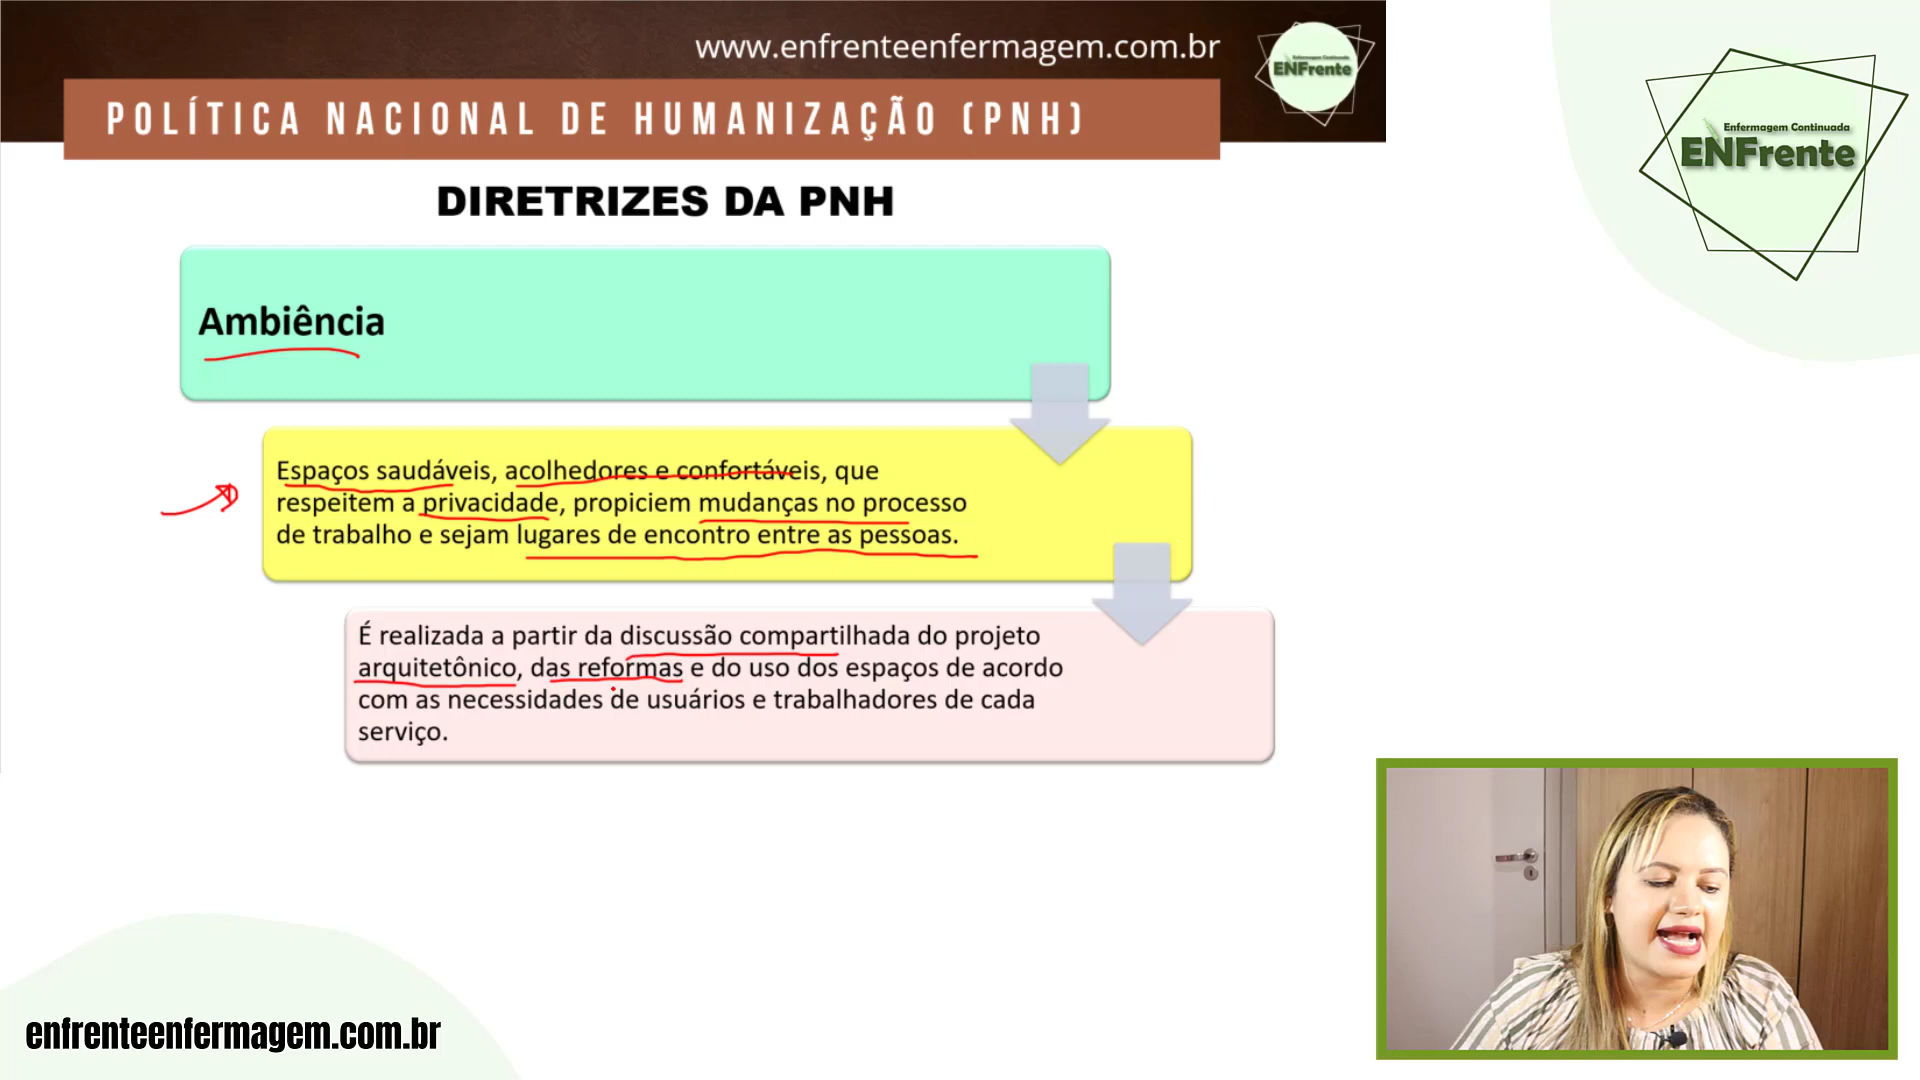 www.enfrenteenfermagem.com.br
Enfermagem Continuada
ENFrente
POLÍTICA NACIONAL DE HUMANIZAÇÃO (PNH)
Enfermagem Continuada
ENFrente
DIRETRIZES DA PNH
Ambiência
Espaços saudáveis, acolhedores e confortáveis, que
respeitem a privacidade, propiciem mudanças no processo
de trabalho e sejam lugares de encontro entre as pessoas.
É realizada a partir da discussão compartilhada do projeto
arquitetônico, das reformas e do uso dos espaços de acordo
com as necessidades de usuários e trabalhadores de cada
serviço.
enfrenteenfermagem.com.br